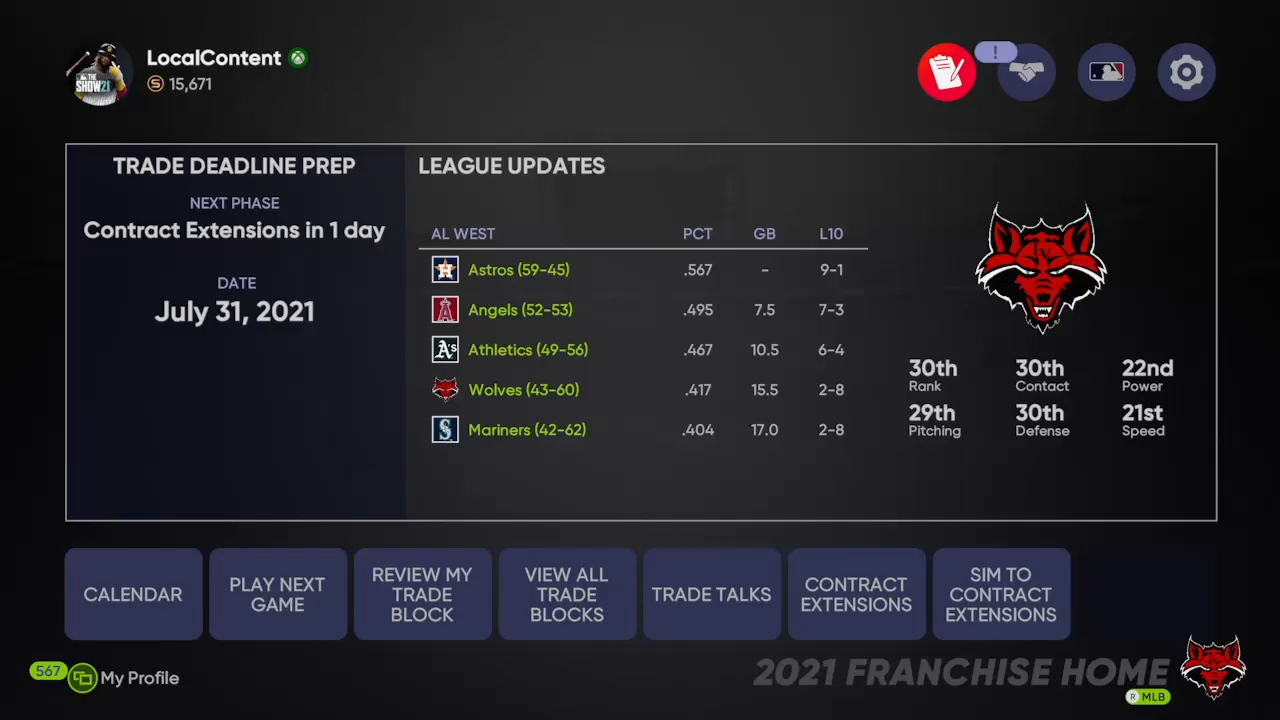 LocalContent
S 15,671
THE SHOW21
!
TRADE DEADLINE PREP
NEXT PHASE
Contract Extensions in 1 day
DATE
July 31, 2021
LEAGUE UPDATES
AL WEST PCT GB L10
Astros (59-45) .567 - 9-1
Angels (52-53) .495 7.5 7-3
A's Athletics (49-56) .467 10.5 6-4
Wolves (43-60) .417 15.5 2-8
S Mariners (42-62) .404 17.0 2-8
30th 30th 22nd
Rank Contact Power
29th 30th 21st
Pitching Defense Speed
CALENDAR
PLAY NEXT
GAME
REVIEW MY
TRADE
BLOCK
VIEW ALL
TRADE
BLOCKS
TRADE TALKS
CONTRACT
EXTENSIONS
SIM TO
CONTRACT
EXTENSIONS
567 My Profile
2021 FRANCHISE HOME
R MLB